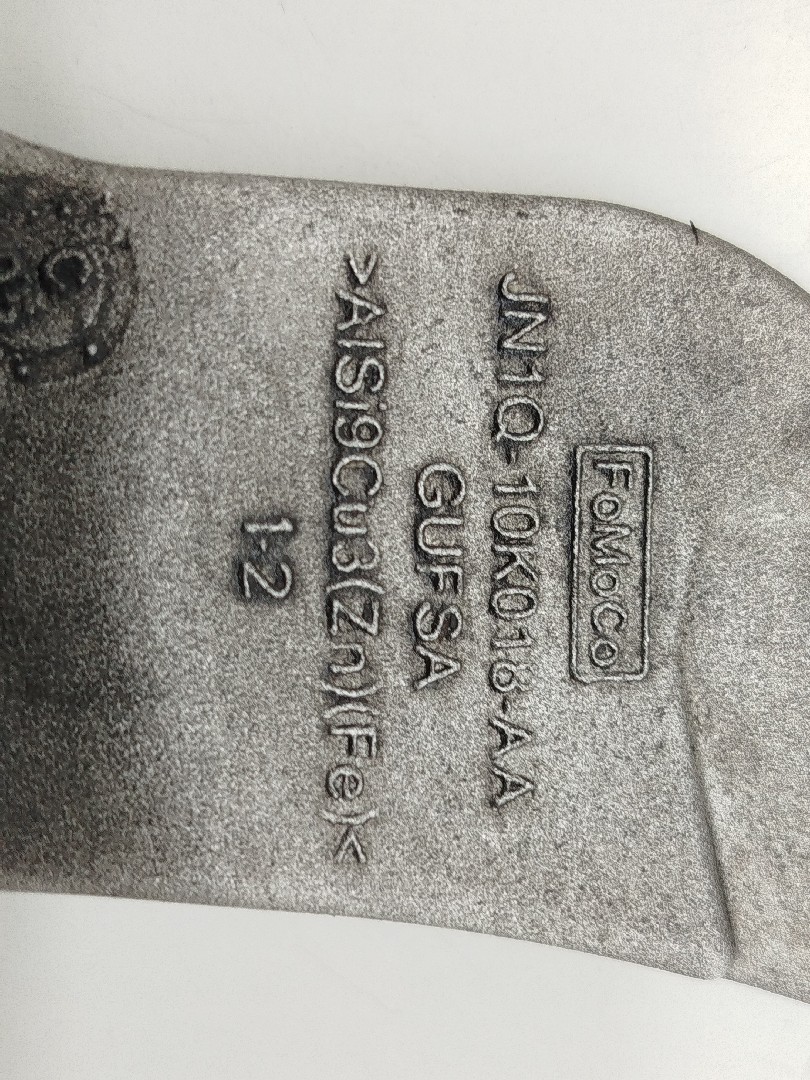 FoMoCo
JN1Q-10K018-AA
GUFSA
>AlSi9Cu3(Zn)(Fe)<
1-2